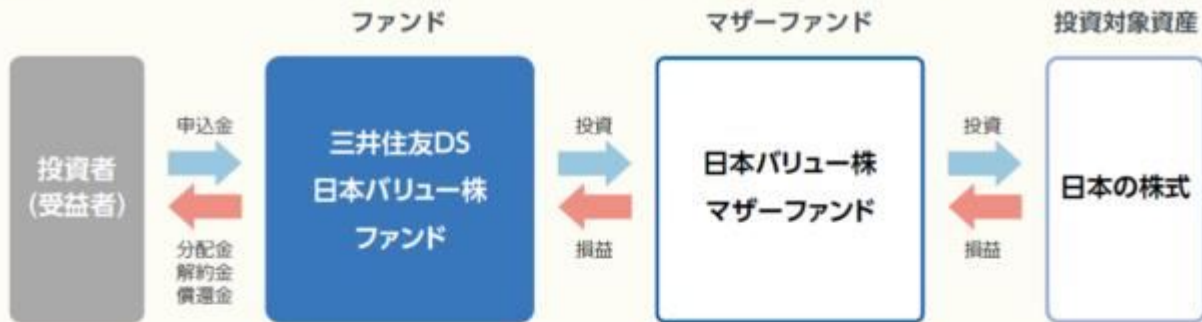 ファンド
マザーファンド
投資対象資産
投資者
(受益者)
申込金
分配金
解約金
償還金
三井住友DS
日本バリュー株
ファンド
投資
損益
日本バリュー株
マザーファンド
投資
損益
日本の株式